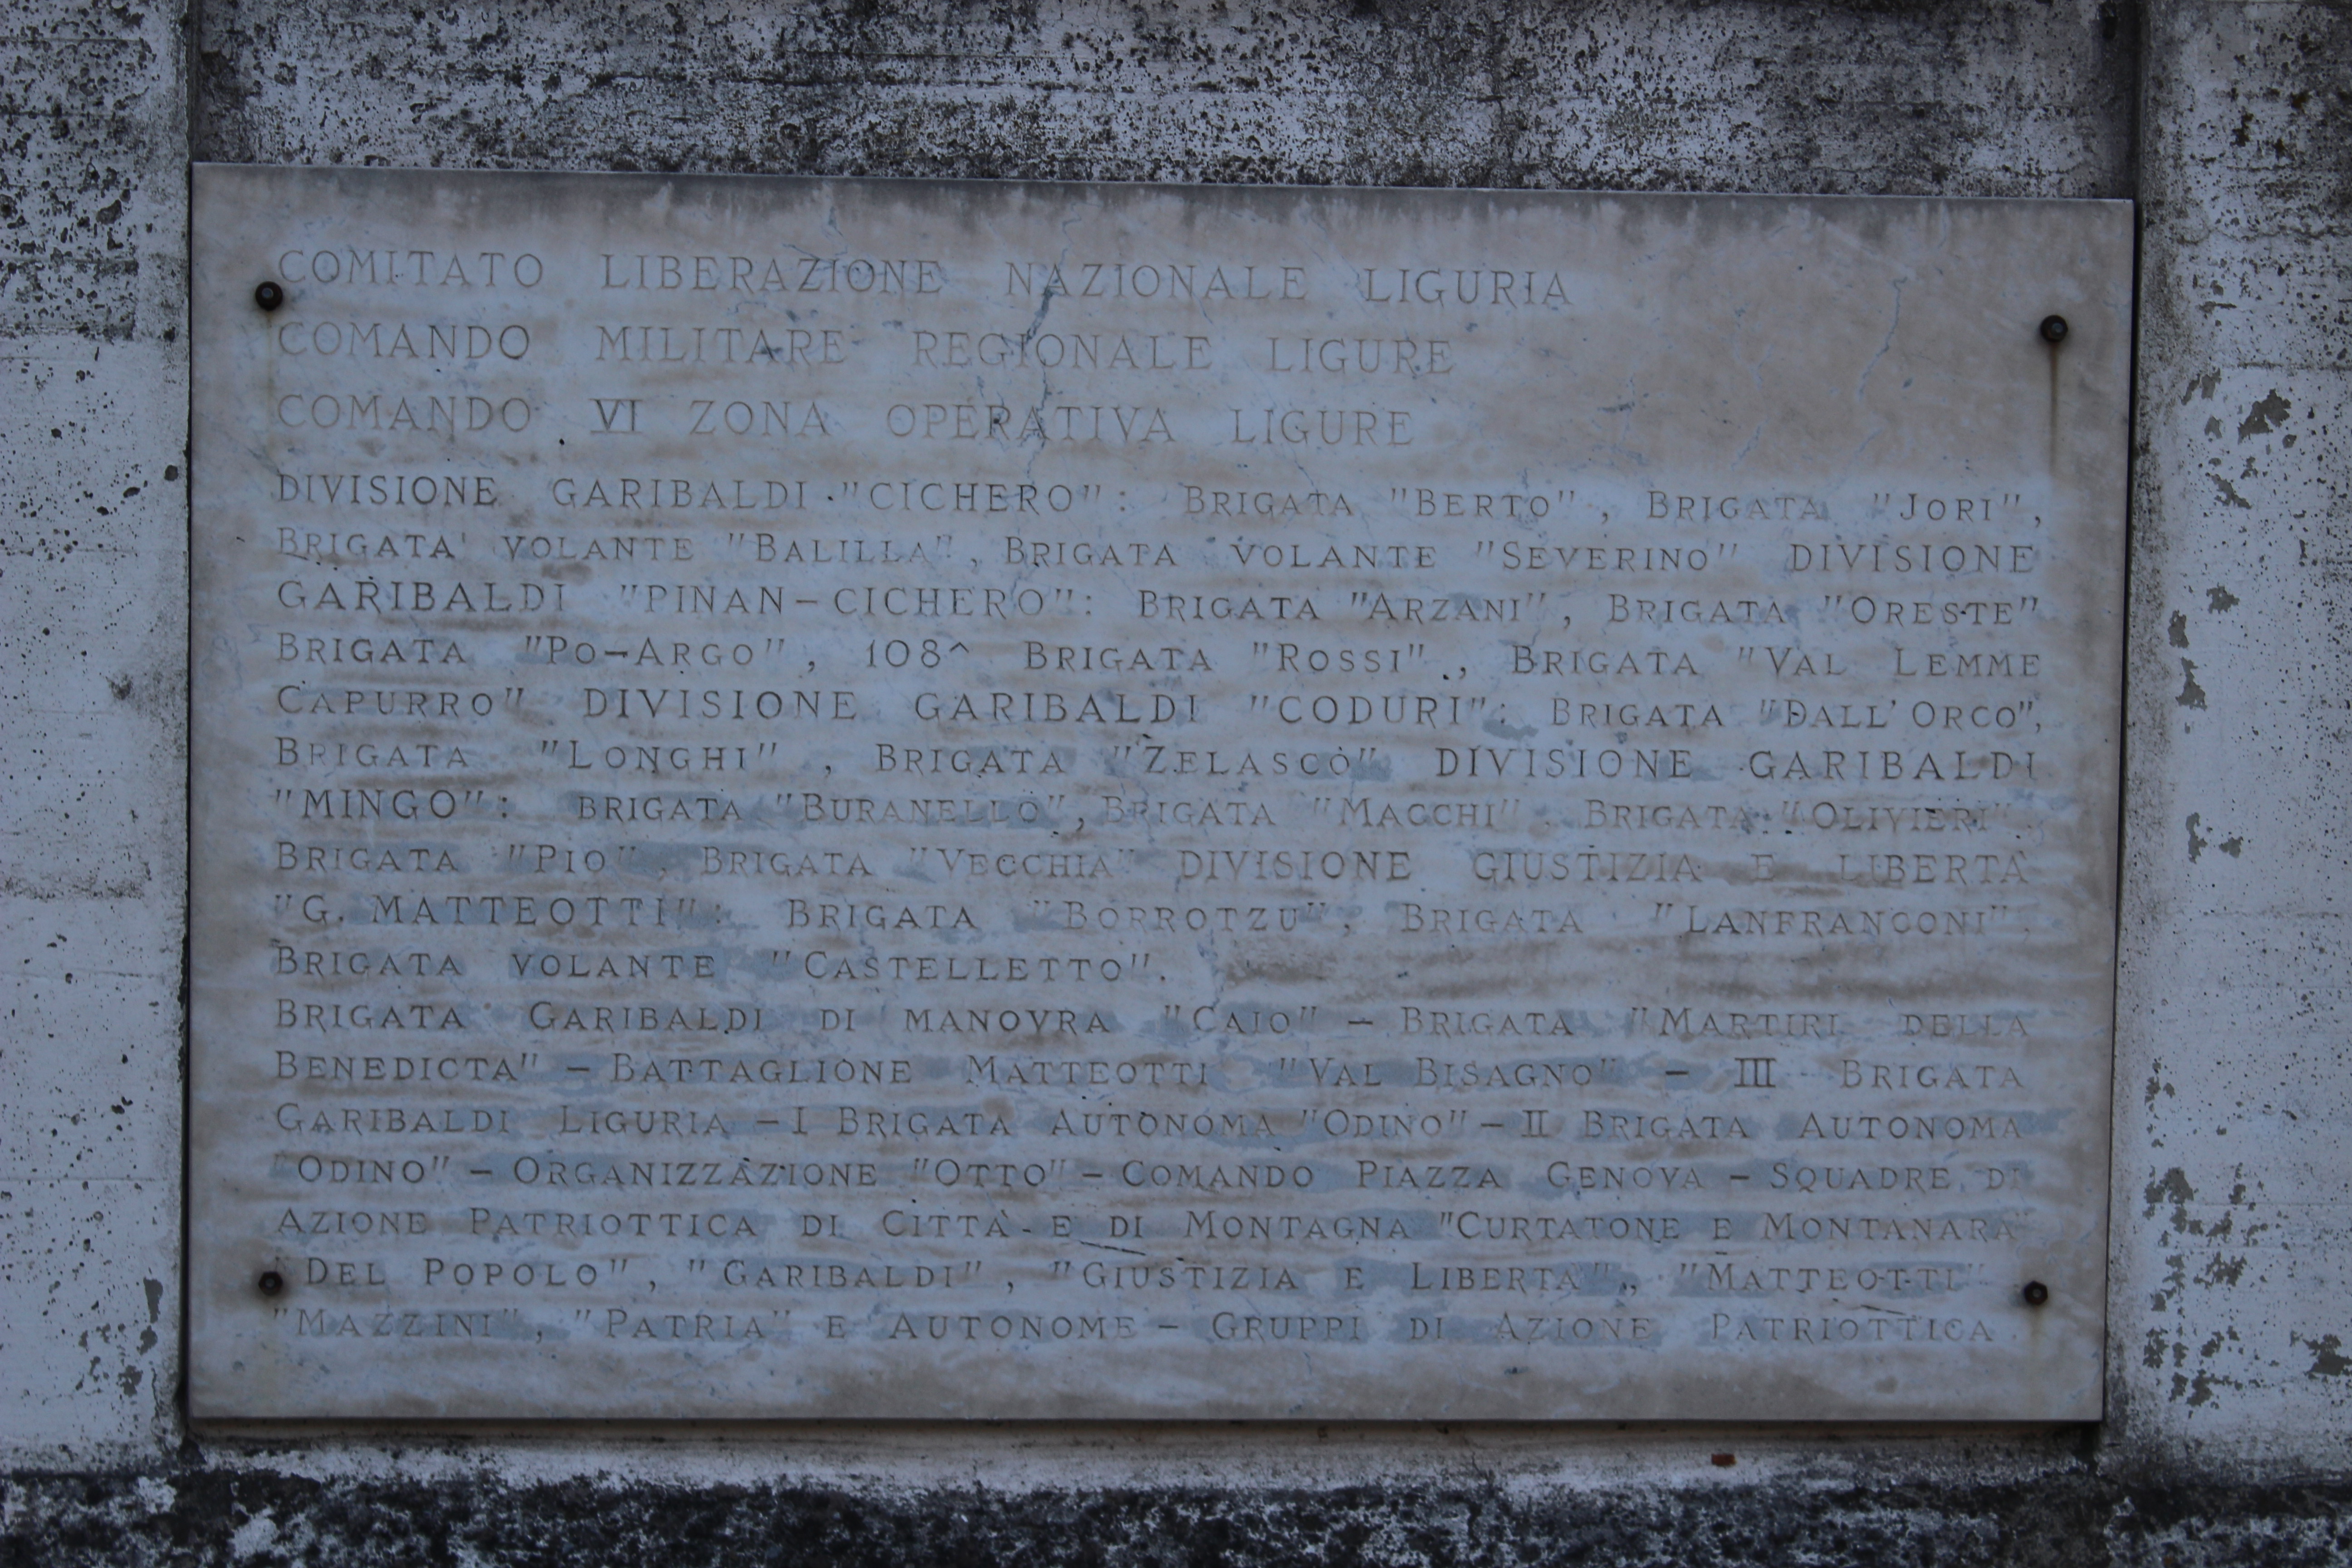 COMITATO LIBERAZIONE NAZIONALE LIGURIA
COMANDO MILITARE REGIONALE LIGURE
COMANDO VI ZONA OPERATIVA LIGURE
DIVISIONE GARIBALDI "CICHERO": BRIGATA "BERTO", BRIGATA "JORI",
BRIGATA VOLANTE "BALILLA", BRIGATA VOLANTE "SEVERINO" DIVISIONE
GARIBALDI "PINAN-CICHERO": BRIGATA "ARZANI", BRIGATA "ORESTE"
BRIGATA "PO-ARGO", 108^ BRIGATA "ROSSI", BRIGATA "VAL LEMME
CAPURRO" DIVISIONE GARIBALDI "CODURI": BRIGATA "DALL'ORCO",
BRIGATA "LONGHI", BRIGATA "ZELASCO" DIVISIONE GARIBALDI
"MINGO": BRIGATA "BURANELLO", BRIGATA "MACCHI". BRIGATA "OLIVIERI".
BRIGATA "PIO", BRIGATA "VECCHIA" DIVISIONE GIUSTIZIA E LIBERTÀ
"G. MATTEOTTI": BRIGATA "BORROTZU", BRIGATA "LANFRANCONI".
BRIGATA VOLANTE "CASTELLETTO".
BRIGATA GARIBALDI DI MANOVRA "CAIO" - BRIGATA "MARTIRI DELLA
BENEDICTA" - BATTAGLIONE MATTEOTTI "VAL BISAGNO" - III BRIGATA
GARIBALDI LIGURIA - I BRIGATA AUTONOMA "ODINO" - II BRIGATA AUTONOMA
"ODINO" - ORGANIZZAZIONE "OTTO" - COMANDO PIAZZA GENOVA - SQUADRE DI
AZIONE PATRIOTTICA DI CITTÀ E DI MONTAGNA "CURTATONE E MONTANARA"
"DEL POPOLO", "GARIBALDI", "GIUSTIZIA E LIBERTÀ", "MATTEOTTI"
"MAZZINI", "PATRIA" E AUTONOME - GRUPPI DI AZIONE PATRIOTTICA